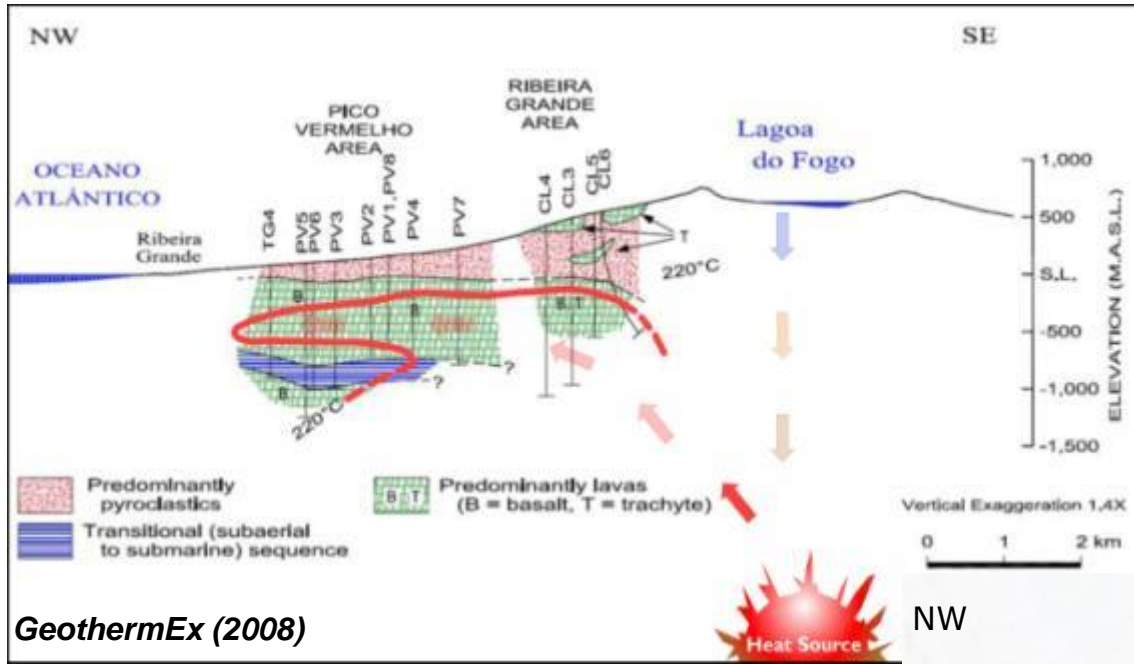 NW
SE
RIBEIRA
GRANDE
AREA
PICO
VERMELHO
AREA
Lagoa
do Fogo
OCEANO
ATLÂNTICO
Ribeira
Grande
TG4
PV5
PV6
PV3
PV2
PV1,PV8
PV4
PV7
CL4
CL3
CL5
CL6
T
220°C
1,000
500
S.L.
-500
-1,000
-1,500
ELEVATION (M.A.S.L.)
B
B
B T
B
?
?
220°C
Predominantly
pyroclastics
Transitional (subaerial
to submarine) sequence
B T
Predominantly lavas
(B = basalt, T = trachyte)
Vertical Exaggeration 1,4X
0 1 2 km
Heat Source
GeothermEx (2008)
NW